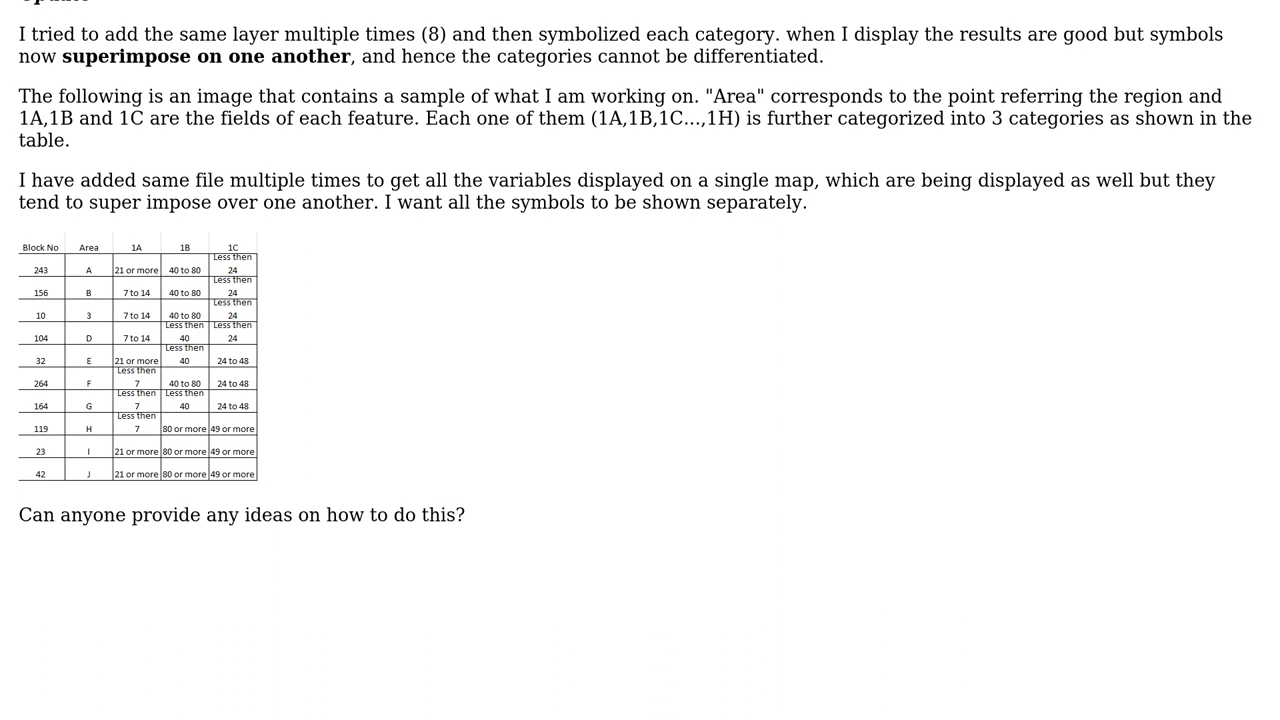 I tried to add the same layer multiple times (8) and then symbolized each category. when I display the results are good but symbols
now superimpose on one another, and hence the categories cannot be differentiated.
The following is an image that contains a sample of what I am working on. "Area" corresponds to the point referring the region and
1A,1B and 1C are the fields of each feature. Each one of them (1A,1B,1C...,1H) is further categorized into 3 categories as shown in the
table.
I have added same file multiple times to get all the variables displayed on a single map, which are being displayed as well but they
tend to super impose over one another. I want all the symbols to be shown separately.
Block No Area 1A 1B 1C
243 A 21 or more 40 to 80 Less then 24
156 B 7 to 14 40 to 80 Less then 24
10 3 7 to 14 40 to 80 Less then 24
104 D 7 to 14 Less then 40 Less then 24
32 E 21 or more Less then 40 24 to 48
264 F Less then 7 40 to 80 24 to 48
164 G Less then 7 Less then 40 24 to 48
119 H Less then 7 80 or more 49 or more
23 I 21 or more 80 or more 49 or more
42 J 21 or more 80 or more 49 or more
Can anyone provide any ideas on how to do this?